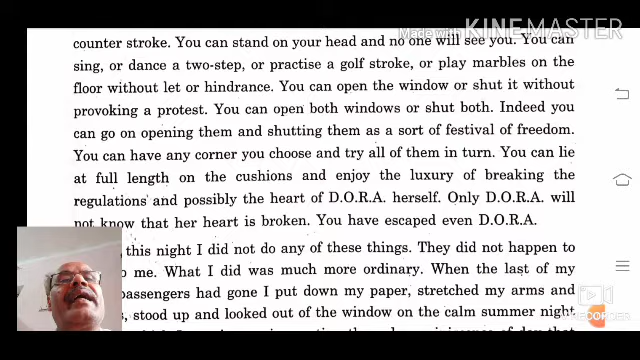 Made with KINEMASTER
counter stroke. You can stand on your head and no one will see you. You can
sing, or dance a two-step, or practise a golf stroke, or play marbles on the
floor without let or hindrance. You can open the window or shut it without
provoking a protest. You can open both windows or shut both. Indeed you
can go on opening them and shutting them as a sort of festival of freedom.
You can have any corner you choose and try all of them in turn. You can lie
at full length on the cushions and enjoy the luxury of breaking the
regulations and possibly the heart of D.O.R.A. herself. Only D.O.R.A. will
not know that her heart is broken. You have escaped even D.O.R.A.
this night I did not do any of these things. They did not happen to
me. What I did was much more ordinary. When the last of my
passengers had gone I put down my paper, stretched my arms and
stood up and looked out of the window on the calm summer night
RECORDER